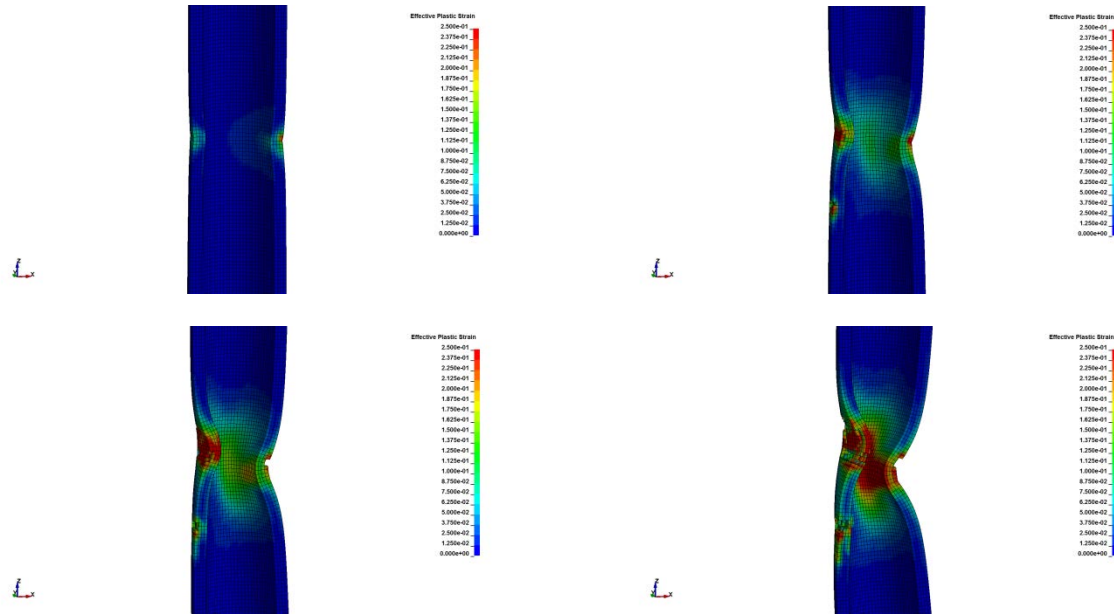 Effective Plastic Strain
2.500e-01
2.375e-01
2.250e-01
2.125e-01
2.000e-01
1.875e-01
1.750e-01
1.625e-01
1.500e-01
1.375e-01
1.250e-01
1.125e-01
1.000e-01
8.750e-02
7.500e-02
6.250e-02
5.000e-02
3.750e-02
2.500e-02
1.250e-02
0.000e+00
Z
Y
X
Effective Plastic Strain
2.500e-01
2.375e-01
2.250e-01
2.125e-01
2.000e-01
1.875e-01
1.750e-01
1.625e-01
1.500e-01
1.375e-01
1.250e-01
1.125e-01
1.000e-01
8.750e-02
7.500e-02
6.250e-02
5.000e-02
3.750e-02
2.500e-02
1.250e-02
0.000e+00
Z
Y
X
Effective Plastic Strain
2.500e-01
2.375e-01
2.250e-01
2.125e-01
2.000e-01
1.875e-01
1.750e-01
1.625e-01
1.500e-01
1.375e-01
1.250e-01
1.125e-01
1.000e-01
8.750e-02
7.500e-02
6.250e-02
5.000e-02
3.750e-02
2.500e-02
1.250e-02
0.000e+00
Z
Y
X
Effective Plastic Strain
2.500e-01
2.375e-01
2.250e-01
2.125e-01
2.000e-01
1.875e-01
1.750e-01
1.625e-01
1.500e-01
1.375e-01
1.250e-01
1.125e-01
1.000e-01
8.750e-02
7.500e-02
6.250e-02
5.000e-02
3.750e-02
2.500e-02
1.250e-02
0.000e+00
Z
Y
X